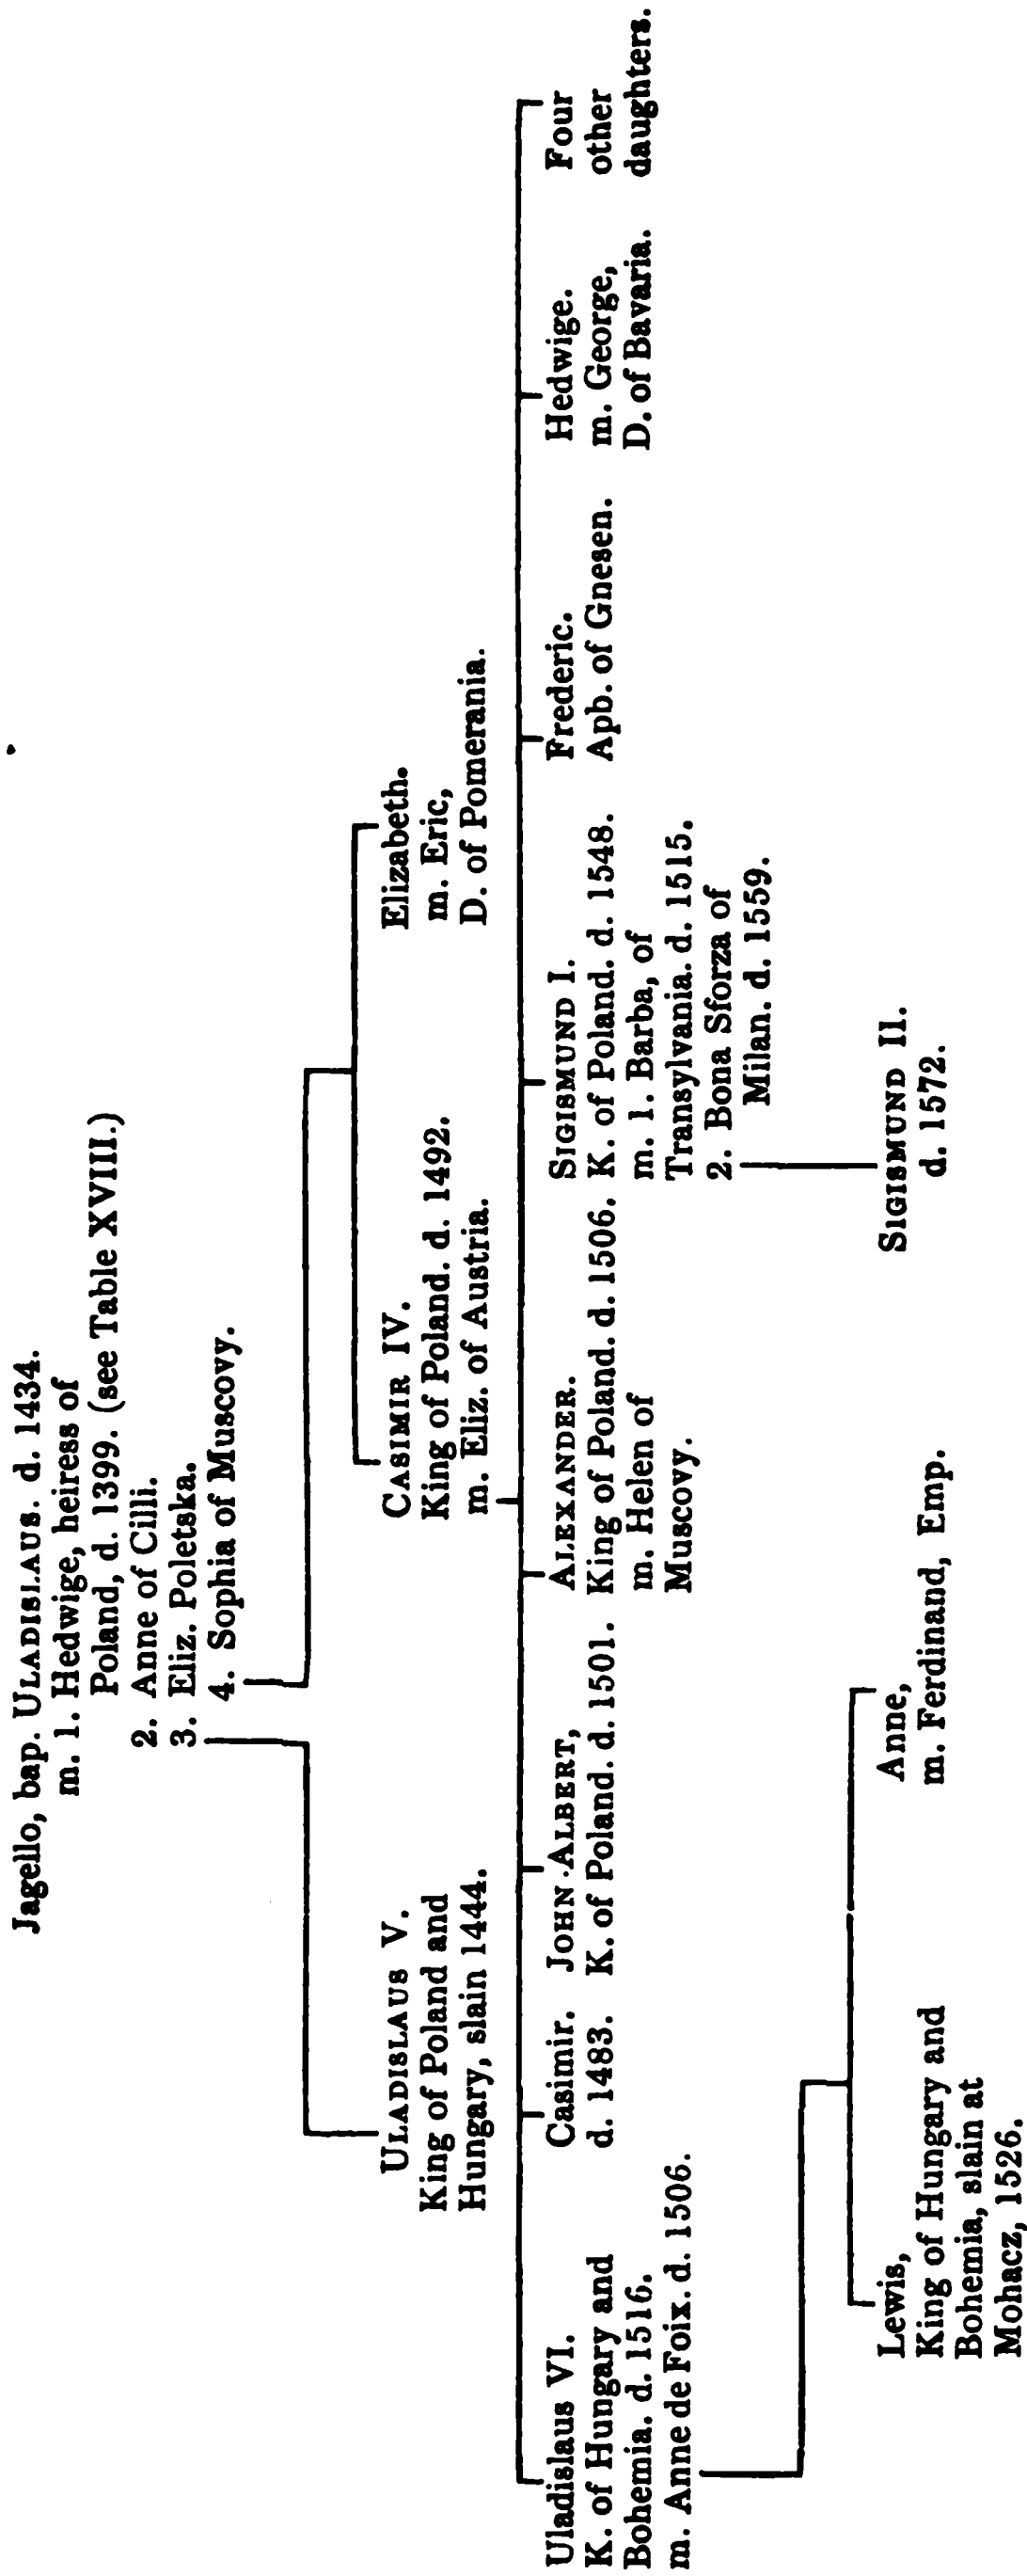 Jagello, bap. ULADISLAUS. d. 1434.
m. 1. Hedwige, heiress of
Poland, d. 1399. (see Table XVIII.)
2. Anne of Cilli.
3. Eliz. Poletska.
4. Sophia of Muscovy.
ULADISLAUS V.
King of Poland and
Hungary, slain 1444.
CASIMIR IV.
King of Poland. d. 1492.
m. Eliz. of Austria.
Elizabeth.
m. Eric,
D. of Pomerania.
Uladislaus VI.
K. of Hungary and
Bohemia. d. 1516.
m. Anne de Foix. d. 1506.
Casimir.
d. 1483.
JOHN ALBERT,
K. of Poland. d. 1501.
ALEXANDER.
King of Poland. d. 1506.
m. Helen of
Muscovy.
SIGISMUND I.
K. of Poland. d. 1548.
m. 1. Barba, of
Transylvania. d. 1515.
2. Bona Sforza of
Milan. d. 1559.
Frederic.
Apb. of Gnesen.
Hedwige.
m. George,
D. of Bavaria.
Four
other
daughters.
Lewis,
King of Hungary and
Bohemia, slain at
Mohacz, 1526.
Anne,
m. Ferdinand, Emp.
SIGISMUND II.
d. 1572.